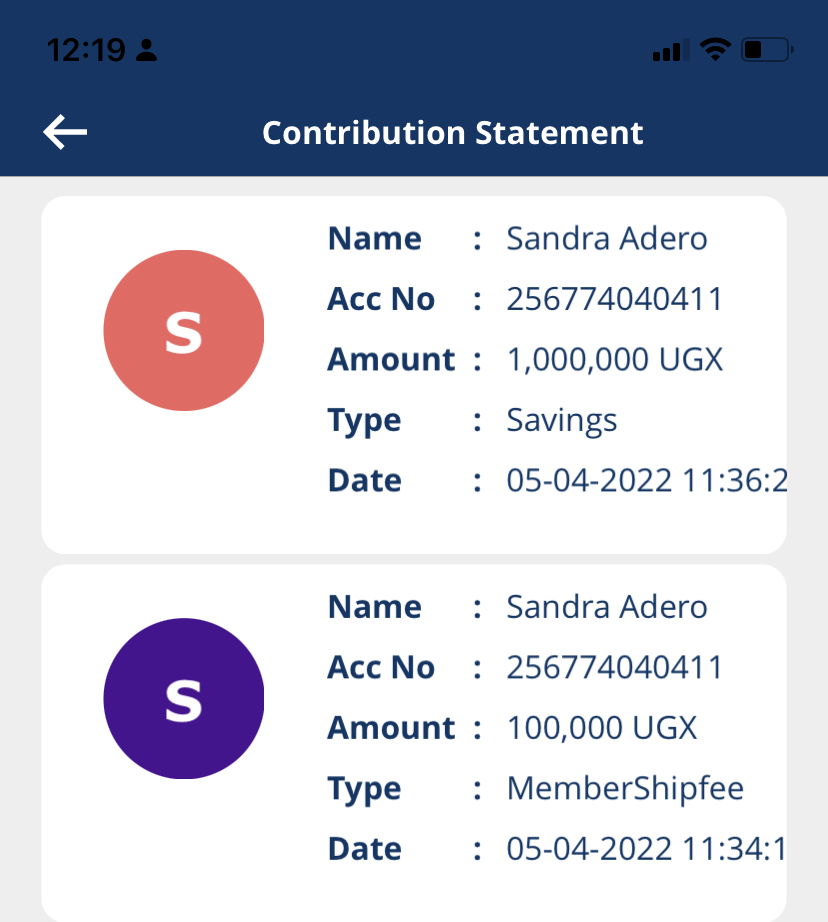 12:19
Contribution Statement
Name : Sandra Adero
Acc No : 256774040411
Amount : 1,000,000 UGX
Type : Savings
Date : 05-04-2022 11:36:2
S
Name : Sandra Adero
Acc No : 256774040411
Amount : 100,000 UGX
Type : MemberShipfee
Date : 05-04-2022 11:34:1
S